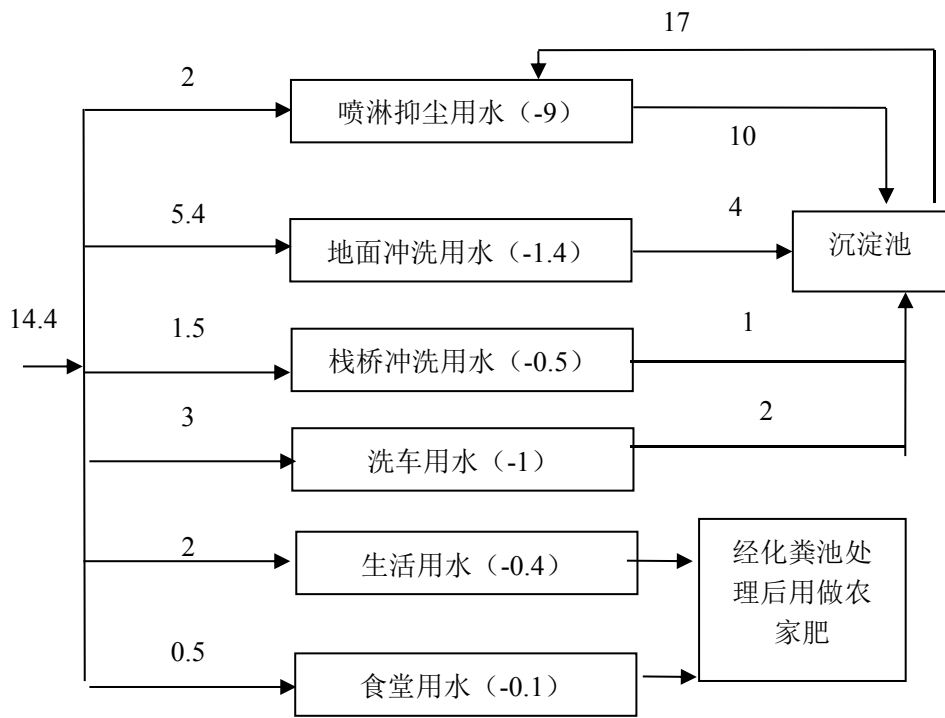 17
2
喷淋抑尘用水（-9）
10
5.4
地面冲洗用水（-1.4）
4
沉淀池
14.4
1.5
栈桥冲洗用水（-0.5）
1
3
洗车用水（-1）
2
2
生活用水（-0.4）
经化粪池处
理后用做农
家肥
0.5
食堂用水（-0.1）